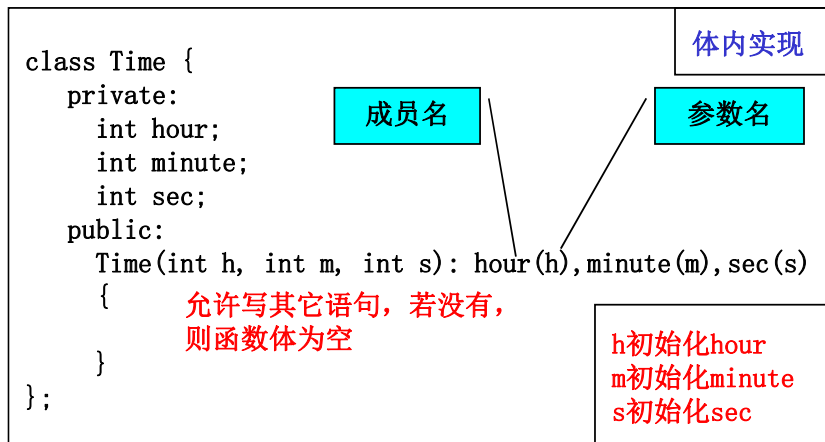 体内实现
class Time {
private:
成员名
参数名
int hour;
int minute;
int sec;
public:
Time(int h, int m, int s): hour(h),minute(m),sec(s)
{
允许写其它语句，若没有，
则函数体为空
}
};
h初始化hour
m初始化minute
s初始化sec